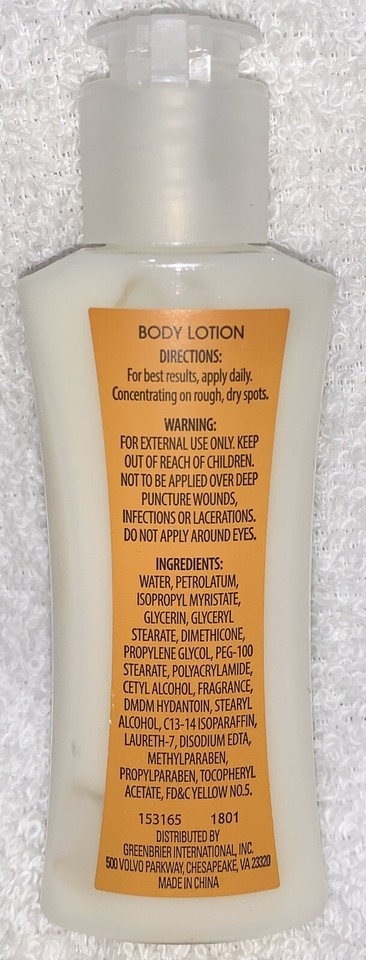 BODY LOTION
DIRECTIONS:
For best results, apply daily.
Concentrating on rough, dry spots.
WARNING:
FOR EXTERNAL USE ONLY. KEEP
OUT OF REACH OF CHILDREN.
NOT TO BE APPLIED OVER DEEP
PUNCTURE WOUNDS,
INFECTIONS OR LACERATIONS.
DO NOT APPLY AROUND EYES.
INGREDIENTS:
WATER, PETROLATUM,
ISOPROPYL MYRISTATE,
GLYCERIN, GLYCERYL
STEARATE, DIMETHICONE,
PROPYLENE GLYCOL, PEG-100
STEARATE, POLYACRYLAMIDE,
CETYL ALCOHOL, FRAGRANCE,
DMDM HYDANTOIN, STEARYL
ALCOHOL, C13-14 ISOPARAFFIN,
LAURETH-7, DISODIUM EDTA,
METHYLPARABEN,
PROPYLPARABEN, TOCOPHERYL
ACETATE, FD&C YELLOW NO.5.
153165 1801
DISTRIBUTED BY
GREENBRIER INTERNATIONAL, INC.
500 VOLVO PARKWAY, CHESAPEAKE, VA 23320
MADE IN CHINA